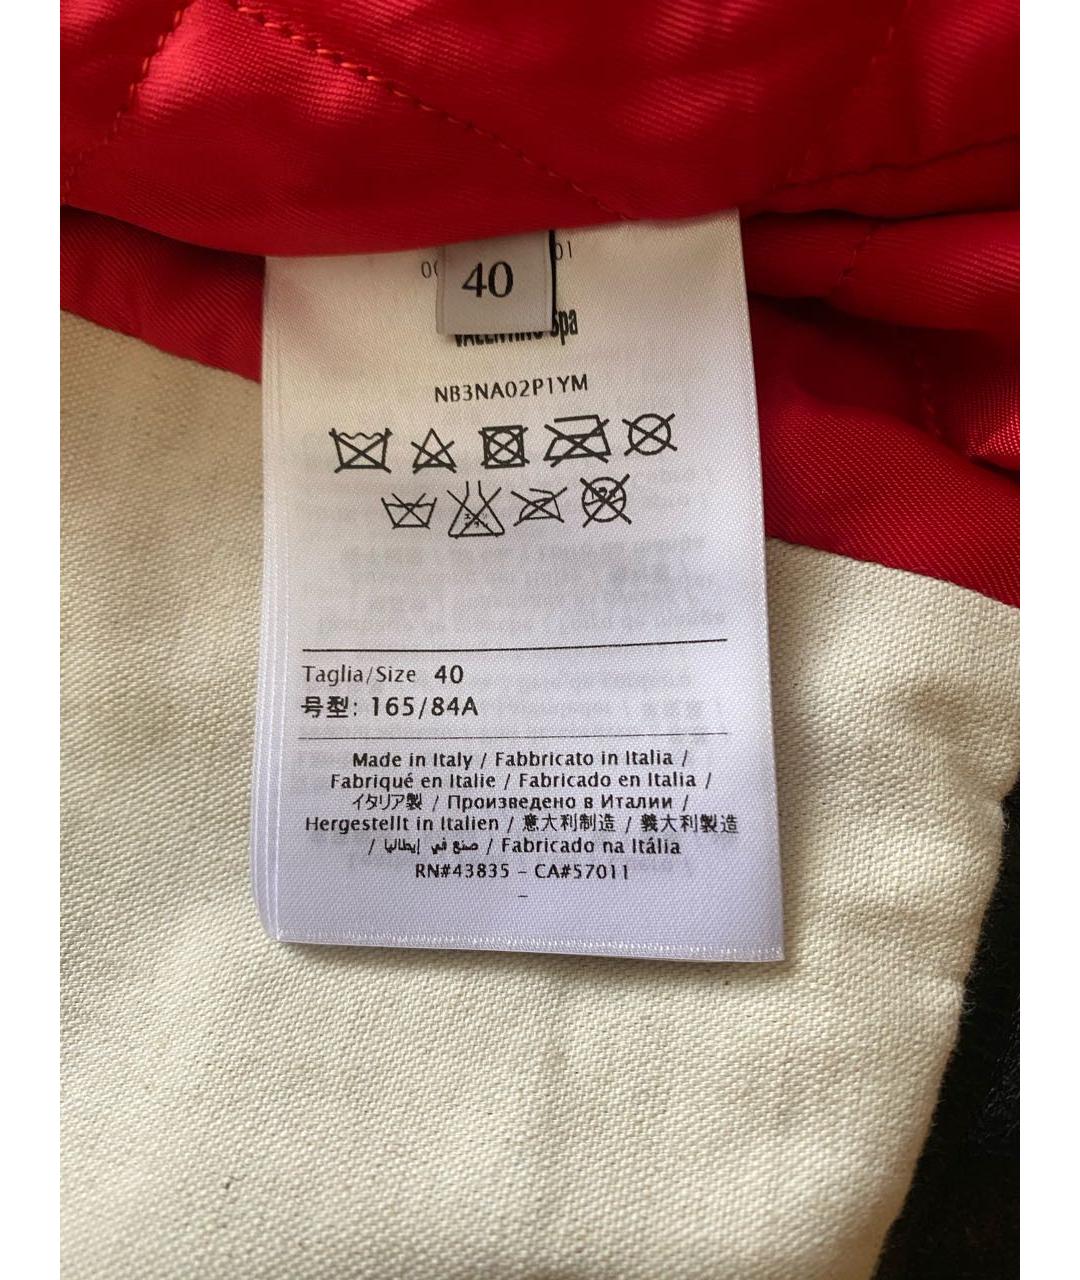 40
Spa
NB3NA02P1YM
Taglia/Size 40
号型: 165/84A
Made in Italy / Fabbricato in Italia /
Fabriqué en Italie / Fabricado en Italia /
イタリア製 / Произведено в Италии /
Hergestellt in Italien / 意大利制造 / 義大利製造
/ صنع في إيطاليا / Fabricado na Itália
RN#43835 - CA#57011
-